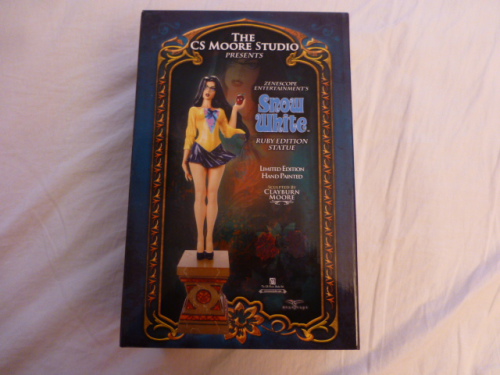 THE
CS MOORE STUDIO
PRESENTS
ZENESCOPE
ENTERTAINMENT'S
Snow
White
RUBY EDITION
STATUE
LIMITED EDITION
HAND PAINTED
SCULPTED BY
CLAYBURN
MOORE